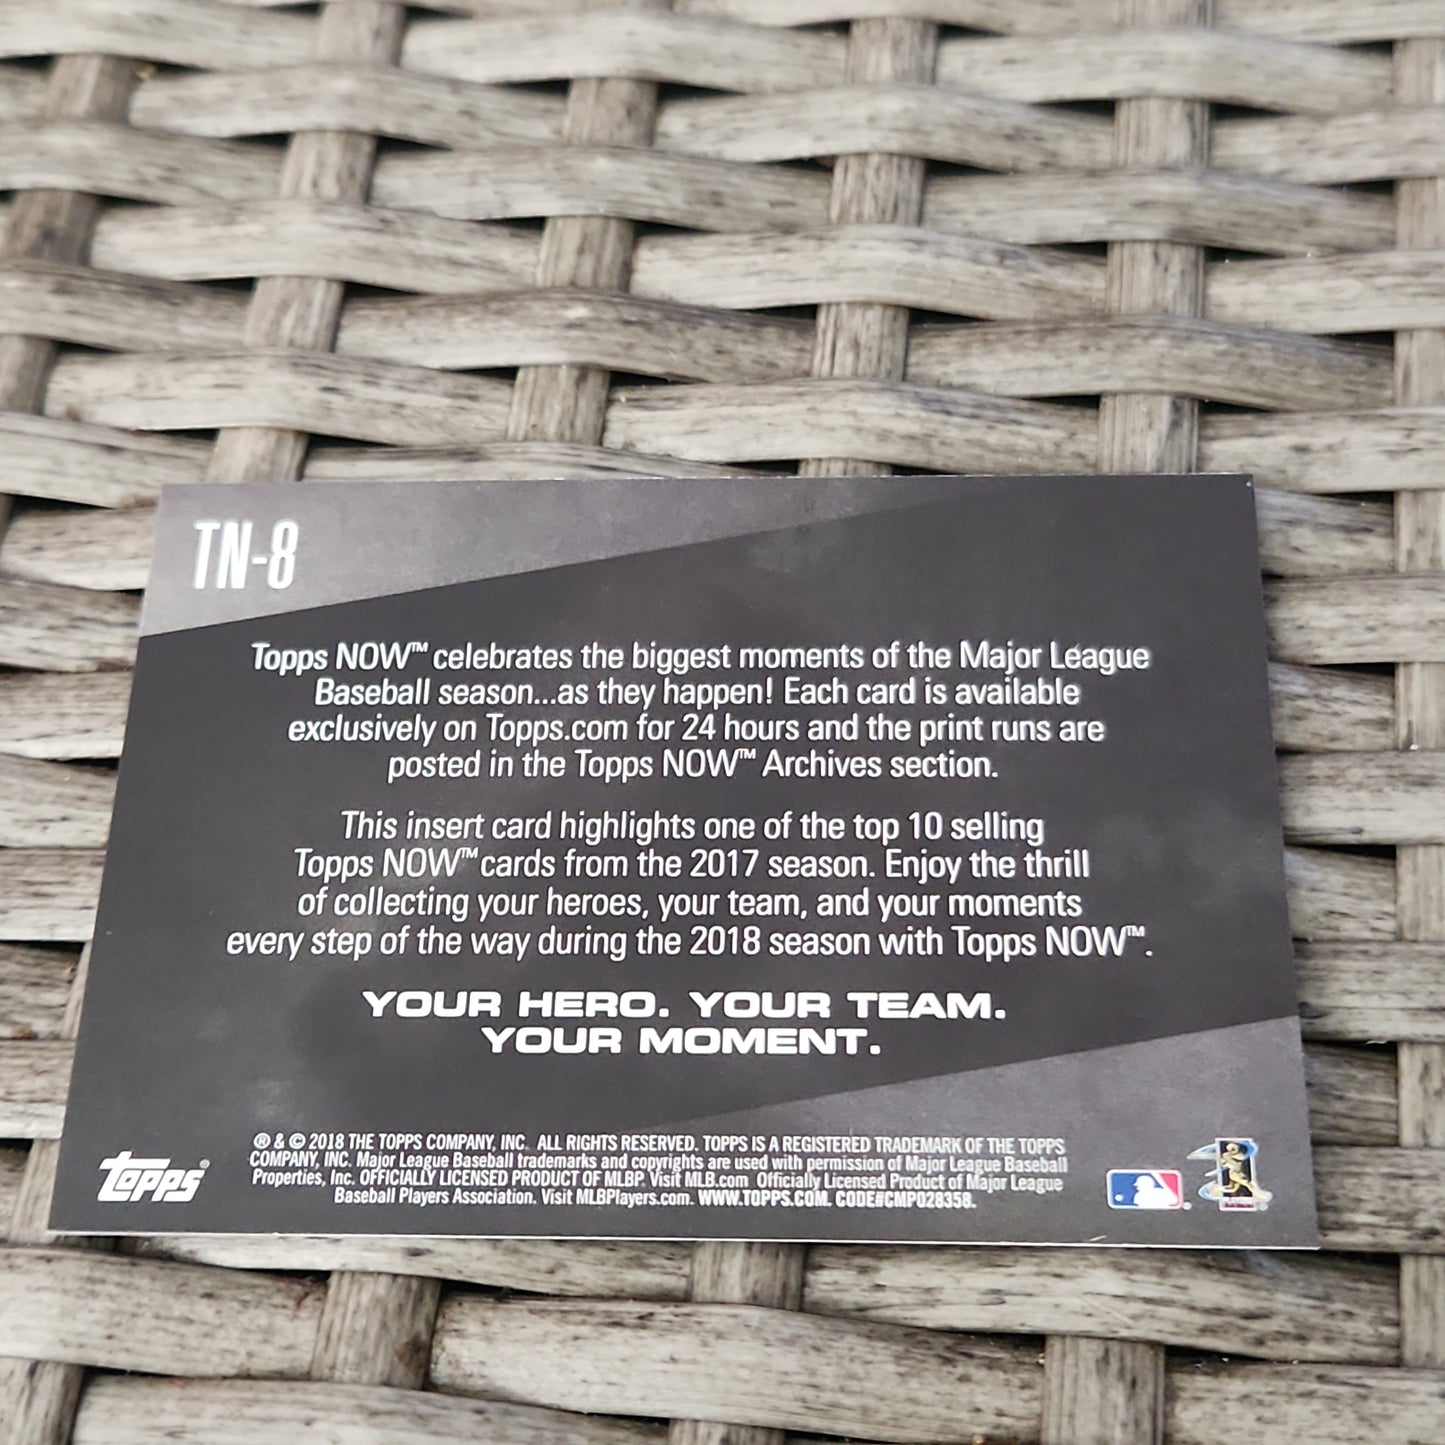 TN-8
Topps NOW™ celebrates the biggest moments of the Major League
Baseball season...as they happen! Each card is available
exclusively on Topps.com for 24 hours and the print runs are
posted in the Topps NOW™ Archives section.
This insert card highlights one of the top 10 selling
Topps NOW™ cards from the 2017 season. Enjoy the thrill
of collecting your heroes, your team, and your moments
every step of the way during the 2018 season with Topps NOW™.
YOUR HERO. YOUR TEAM.
YOUR MOMENT.
® & © 2018 THE TOPPS COMPANY, INC. ALL RIGHTS RESERVED. TOPPS IS A REGISTERED TRADEMARK OF THE TOPPS
COMPANY, INC. Major League Baseball trademarks and copyrights are used with permission of Major League Baseball
Properties, Inc. OFFICIALLY LICENSED PRODUCT OF MLBP. Visit MLB.com Officially Licensed Product of Major League
Baseball Players Association. Visit MLBPlayers.com. WWW.TOPPS.COM. CODE#CMP028358.
topps®